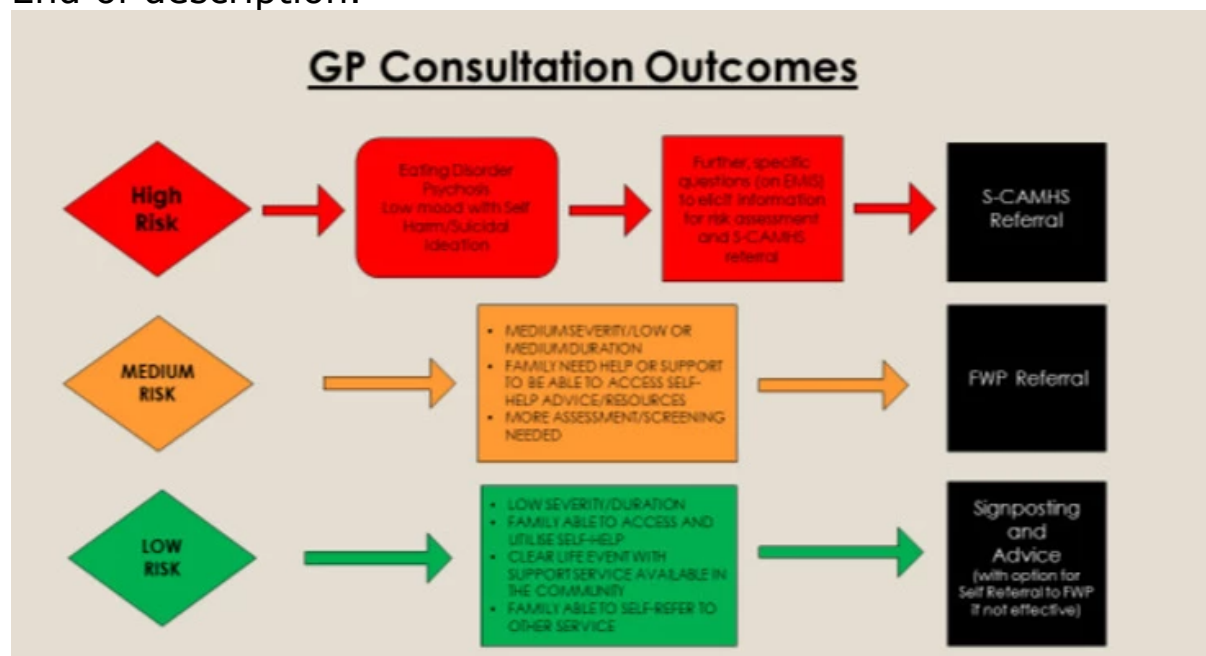 End of description.
GP Consultation Outcomes
High
Risk
Eating Disorder
Psychosis
Low mood with Self
Harm/Suicidal
Ideation
Further, specific
questions (on EMIS)
to elicit information
for risk assessment
and S-CAMHS
referral
S-CAMHS
Referral
MEDIUM
RISK
• MEDIUM SEVERITY/LOW OR
MEDIUM DURATION
• FAMILY NEED HELP OR SUPPORT
TO BE ABLE TO ACCESS SELF-
HELP ADVICE/RESOURCES
• MORE ASSESSMENT/SCREENING
NEEDED
FWP Referral
LOW
RISK
• LOW SEVERITY/DURATION
• FAMILY ABLE TO ACCESS AND
UTILISE SELF-HELP
• CLEAR LIFE EVENT WITH
SUPPORT SERVICE AVAILABLE IN
THE COMMUNITY
• FAMILY ABLE TO SELF-REFER TO
OTHER SERVICE
Signposting
and
Advice
(with option for
Self Referral to FWP
if not effective)